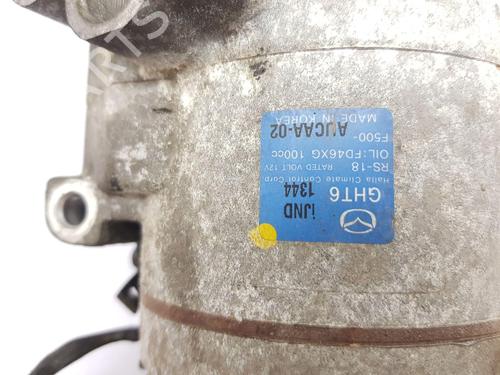 GHT6
iJND
1344
Halla Climate Control Corp
RS-18 RATED VOLT 12V
OIL:FD46XG 100cc
F500-
AUCAA-02
MADE IN KOREA